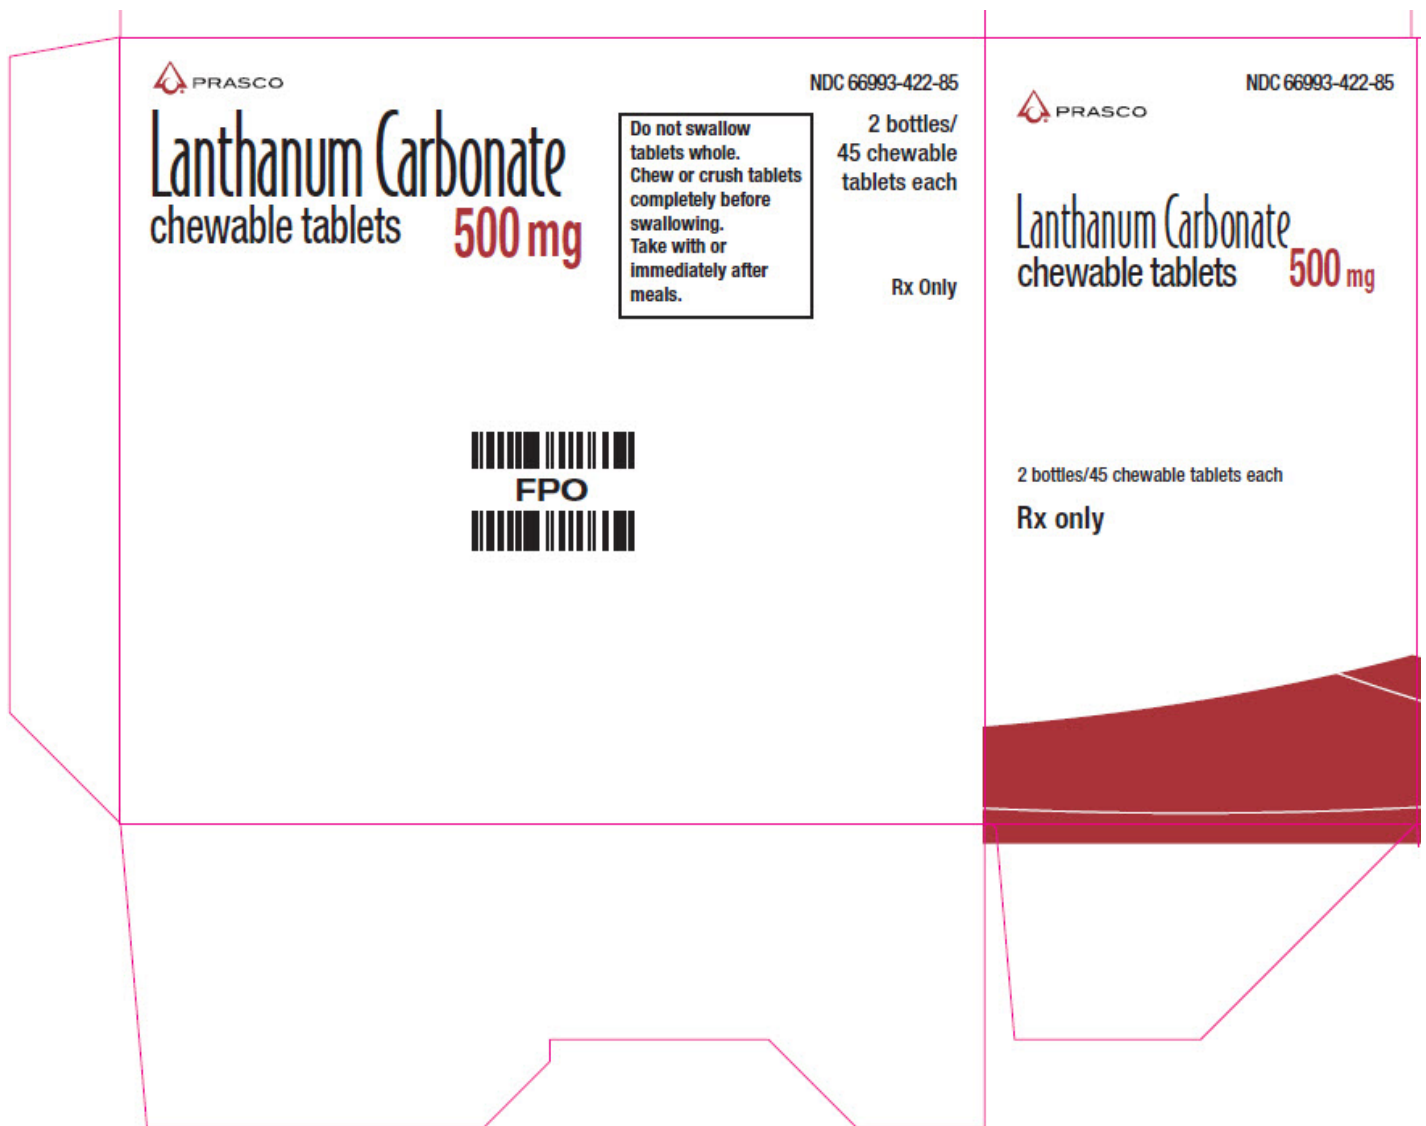 PRASCO
NDC 66993-422-85
Lanthanum Carbonate
chewable tablets 500 mg
Do not swallow
tablets whole.
Chew or crush tablets
completely before
swallowing.
Take with or
immediately after
meals.
2 bottles/
45 chewable
tablets each
Rx Only
FPO
NDC 66993-422-85
PRASCO
Lanthanum Carbonate
chewable tablets 500 mg
2 bottles/45 chewable tablets each
Rx only